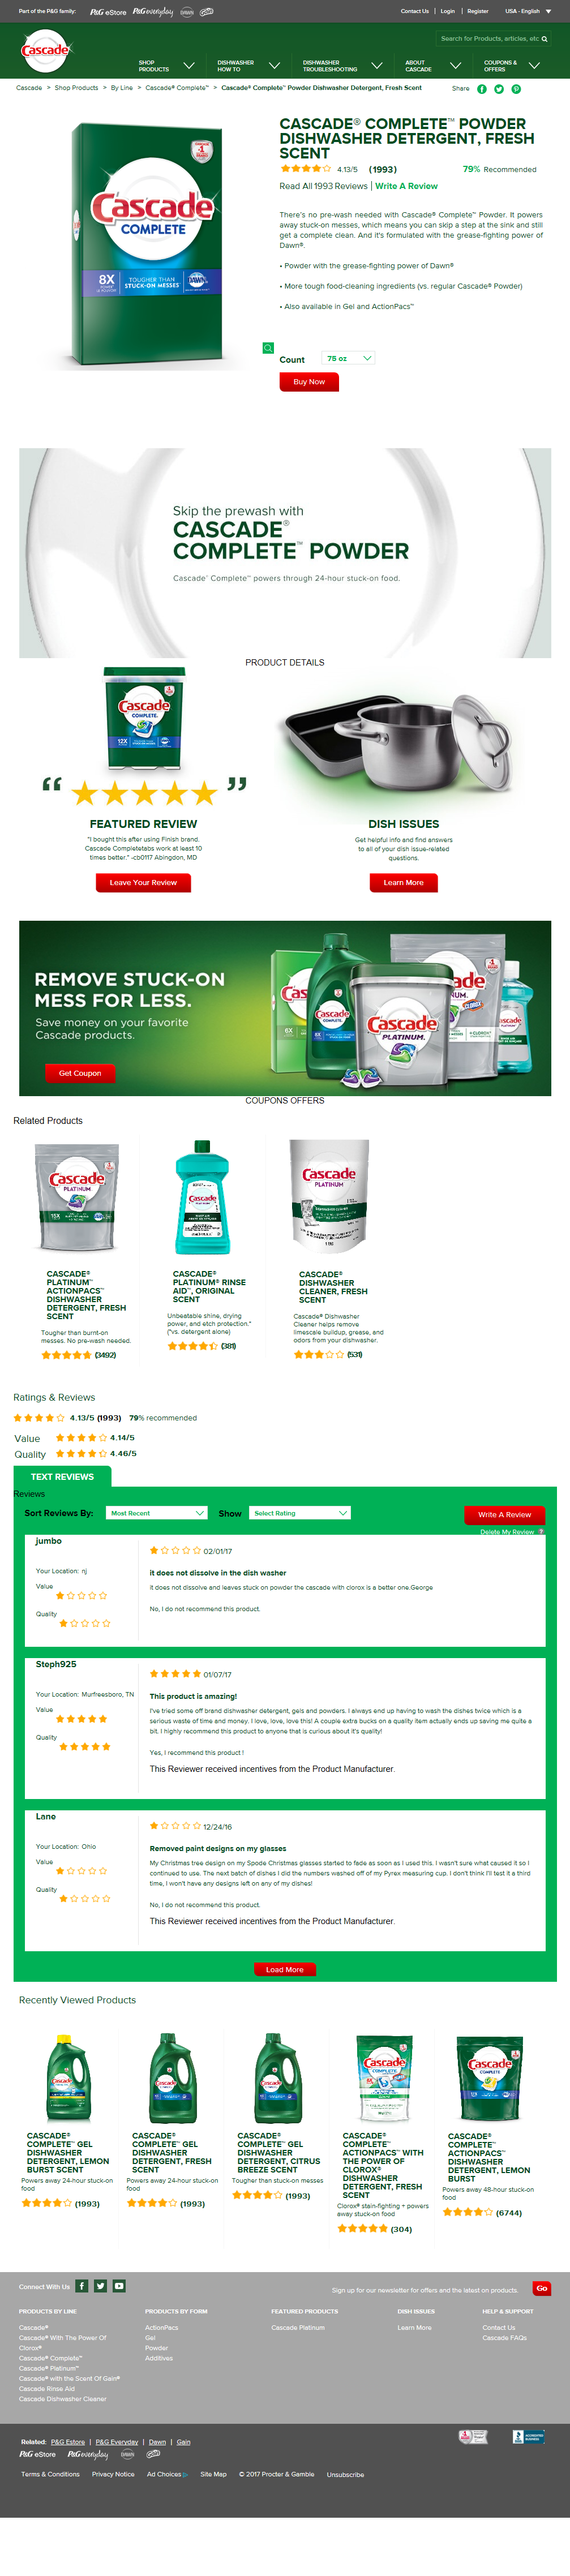 Part of the P&G family: P&G eStore P&G everyday DAWN
Contact Us | Login | Register USA - English
Cascade
Search for Products, articles, etc
SHOP PRODUCTS
DISHWASHER HOW TO
DISHWASHER TROUBLESHOOTING
ABOUT CASCADE
COUPONS & OFFERS
Cascade > Shop Products > By Line > Cascade® Complete™ > Cascade® Complete™ Powder Dishwasher Detergent, Fresh Scent
Share
Cascade
COMPLETE
8X
TOUGHER THAN
STUCK-ON MESSES
DAWN
CASCADE® COMPLETE™ POWDER
DISHWASHER DETERGENT, FRESH
SCENT
4.13/5 (1993) 79% Recommended
Read All 1993 Reviews | Write A Review
There's no pre-wash needed with Cascade® Complete™ Powder. It powers
away stuck-on messes, which means you can skip a step at the sink and still
get a complete clean. And it's formulated with the grease-fighting power of
Dawn®.
• Powder with the grease-fighting power of Dawn®
• More tough food-cleaning ingredients (vs. regular Cascade® Powder)
• Also available in Gel and ActionPacs™
Count 75 oz
Buy Now
Skip the prewash with
CASCADE®
COMPLETE™ POWDER
Cascade® Complete™ powers through 24-hour stuck-on food.
PRODUCT DETAILS
Cascade
COMPLETE
12X
“ ”
FEATURED REVIEW
"I bought this after using Finish brand.
Cascade Completetabs work at least 10
times better." -cb0117 Abingdon, MD
Leave Your Review
DISH ISSUES
Get helpful info and find answers
to all of your dish issue-related
questions.
Learn More
REMOVE STUCK-ON
MESS FOR LESS.
Save money on your favorite
Cascade products.
Get Coupon
Cascade
PLATINUM.
COUPONS OFFERS
Related Products
Cascade
PLATINUM
15X
Cascade
Cascade
PLATINUM
CASCADE®
PLATINUM™
ACTIONPACS™
DISHWASHER
DETERGENT, FRESH
SCENT
Tougher than burnt-on
messes. No pre-wash needed.
(3492)
CASCADE®
PLATINUM® RINSE
AID™, ORIGINAL
SCENT
Unbeatable shine, drying
power, and etch protection.*
(*vs. detergent alone)
(381)
CASCADE®
DISHWASHER
CLEANER, FRESH
SCENT
Cascade® Dishwasher
Cleaner helps remove
limescale buildup, grease, and
odors from your dishwasher.
(531)
Ratings & Reviews
4.13/5 (1993) 79% recommended
Value 4.14/5
Quality 4.46/5
TEXT REVIEWS
Reviews
Sort Reviews By: Most Recent Show Select Rating
Write A Review
Delete My Review ?
jumbo
Your Location: nj
Value
Quality
02/01/17
it does not dissolve in the dish washer
it does not dissolve and leaves stuck on powder the cascade with clorox is a better one.George
No, I do not recommend this product.
Steph925
Your Location: Murfreesboro, TN
Value
Quality
01/07/17
This product is amazing!
I've tried some off brand dishwasher detergent, gels and powders. I always end up having to wash the dishes twice which is a
serious waste of time and money. I love, love, love this! A couple extra bucks on a quality item actually ends up saving me quite a
bit. I highly recommend this product to anyone that is curious about it's quality!
Yes, I recommend this product !
This Reviewer received incentives from the Product Manufacturer.
Lane
Your Location: Ohio
Value
Quality
12/24/16
Removed paint designs on my glasses
My Christmas tree design on my Spode Christmas glasses started to fade as soon as I used this. I wasn't sure what caused it so I
continued to use. The next batch of dishes I did the numbers washed off of my Pyrex measuring cup. I don't think I'll test it a third
time, I won't have any designs left on any of my dishes!
No, I do not recommend this product.
This Reviewer received incentives from the Product Manufacturer.
Load More
Recently Viewed Products
CASCADE®
COMPLETE™ GEL
DISHWASHER
DETERGENT, LEMON
BURST SCENT
Powers away 24-hour stuck-on
food
(1993)
CASCADE®
COMPLETE™ GEL
DISHWASHER
DETERGENT, FRESH
SCENT
Powers away 24-hour stuck-on
food
(1993)
CASCADE®
COMPLETE™ GEL
DISHWASHER
DETERGENT, CITRUS
BREEZE SCENT
Tougher than stuck-on messes
(1993)
CASCADE®
COMPLETE™
ACTIONPACS™ WITH
THE POWER OF
CLOROX®
DISHWASHER
DETERGENT, FRESH
SCENT
Clorox® stain-fighting + powers
away stuck-on food
(304)
CASCADE®
COMPLETE™
ACTIONPACS™
DISHWASHER
DETERGENT, LEMON
BURST
Powers away 48-hour stuck-on
food
(6744)
Connect With Us
Sign up for our newsletter for offers and the latest on products. Go
PRODUCTS BY LINE
Cascade®
Cascade® With The Power Of
Clorox®
Cascade® Complete™
Cascade® Platinum™
Cascade® with the Scent Of Gain®
Cascade Rinse Aid
Cascade Dishwasher Cleaner
PRODUCTS BY FORM
ActionPacs
Gel
Powder
Additives
FEATURED PRODUCTS
Cascade Platinum
DISH ISSUES
Learn More
HELP & SUPPORT
Contact Us
Cascade FAQs
Related: P&G Estore | P&G Everyday | Dawn | Gain
P&G eStore P&G everyday DAWN
ACCREDITED BUSINESS
Terms & Conditions Privacy Notice Ad Choices Site Map © 2017 Procter & Gamble Unsubscribe